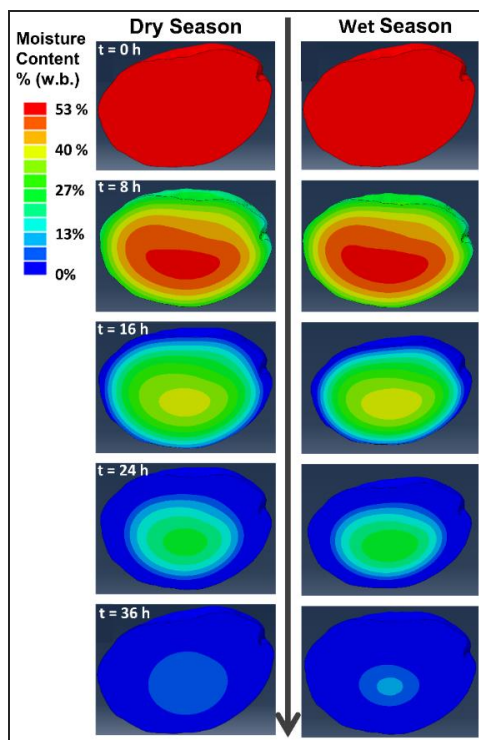 Dry Season
Wet Season
Moisture
Content
% (w.b.)
53 %
40 %
27%
13%
0%
t = 0 h
t = 8 h
t = 16 h
t = 24 h
t = 36 h